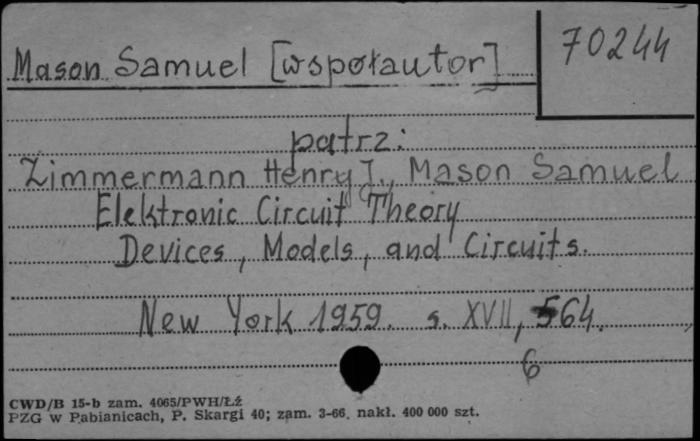 70244
Mason Samuel [współautor]
patrz:
Zimmermann Henry J., Mason Samuel
Elektronic Circuit Theory
Devices, Models, and Circuits.
New York 1959. s. XVII, 564.
6
CWD/B 15-b zam. 4065/PWH/Łź
PZG w Pabianicach, P. Skargi 40; zam. 3-66. nakł. 400 000 szt.